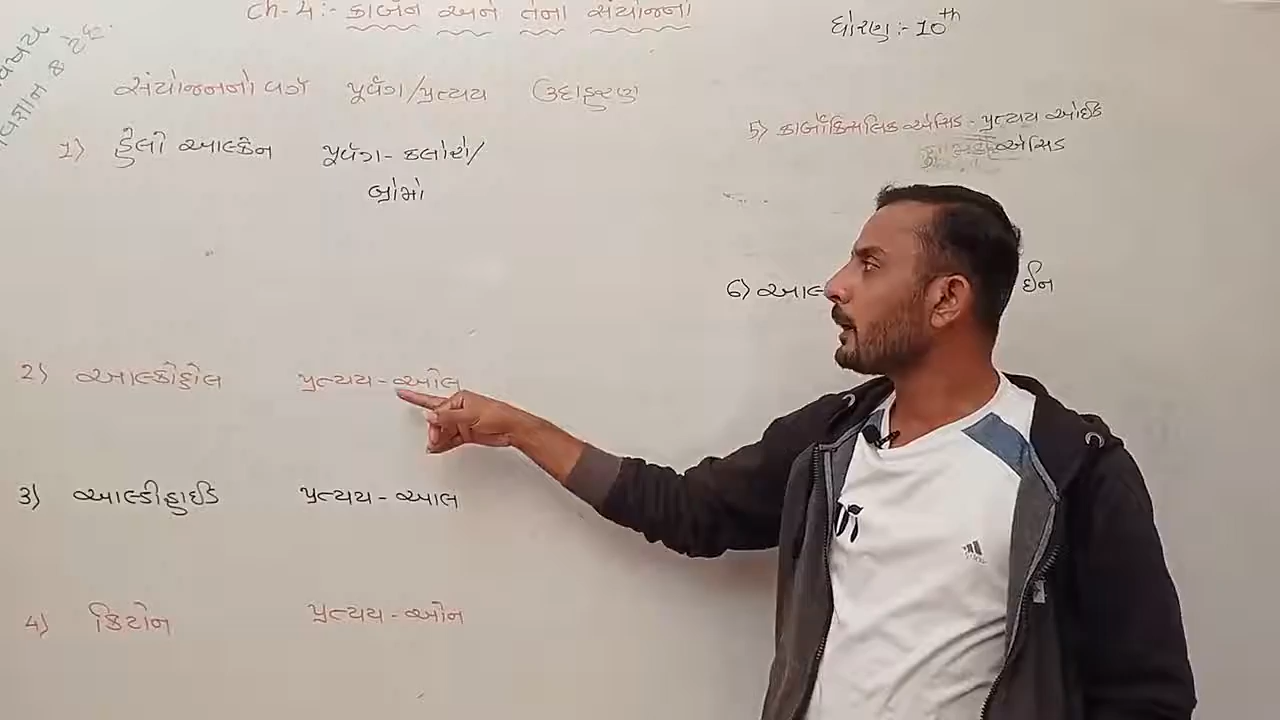 ch-4:- કાર્બન અને તેના સંયોજનો
ધોરણ:- 10th
વિષય
વિજ્ઞાન &
સંયોજનનો વર્ગ પૂર્વગ/પ્રત્યય ઉદાહરણ
1) હેલો આલ્કેન પૂર્વગ - ક્લોરો/
બ્રોમો
2) આલ્કોહોલ પ્રત્યય - ઓલ
3) આલ્ડીહાઈડ પ્રત્યય - આલ
4) કિટોન પ્રત્યય - ઓન
5) કાર્બોક્સિલિક એસિડ - પ્રત્યય ઓઈક
એસિડ
6) આલ
ઈન